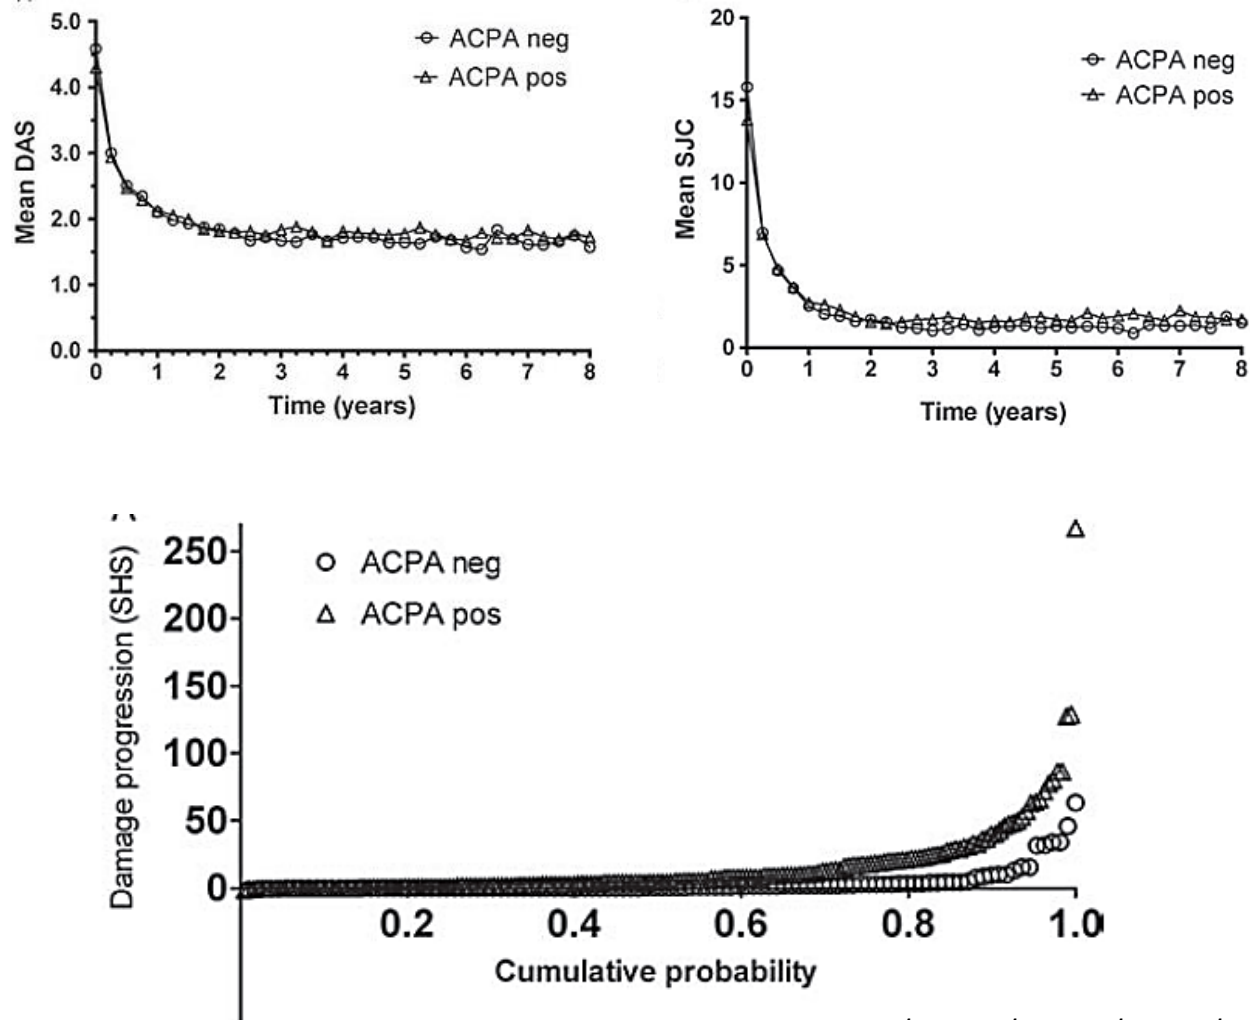 5.0
4.0
3.0
2.0
1.0
0.0
Mean DAS
ACPA neg
ACPA pos
0 1 2 3 4 5 6 7 8
Time (years)
20
15
10
5
0
Mean SJC
ACPA neg
ACPA pos
0 1 2 3 4 5 6 7 8
Time (years)
250
200
150
100
50
0
Damage progression (SHS)
ACPA neg
ACPA pos
0.2 0.4 0.6 0.8 1.0
Cumulative probability